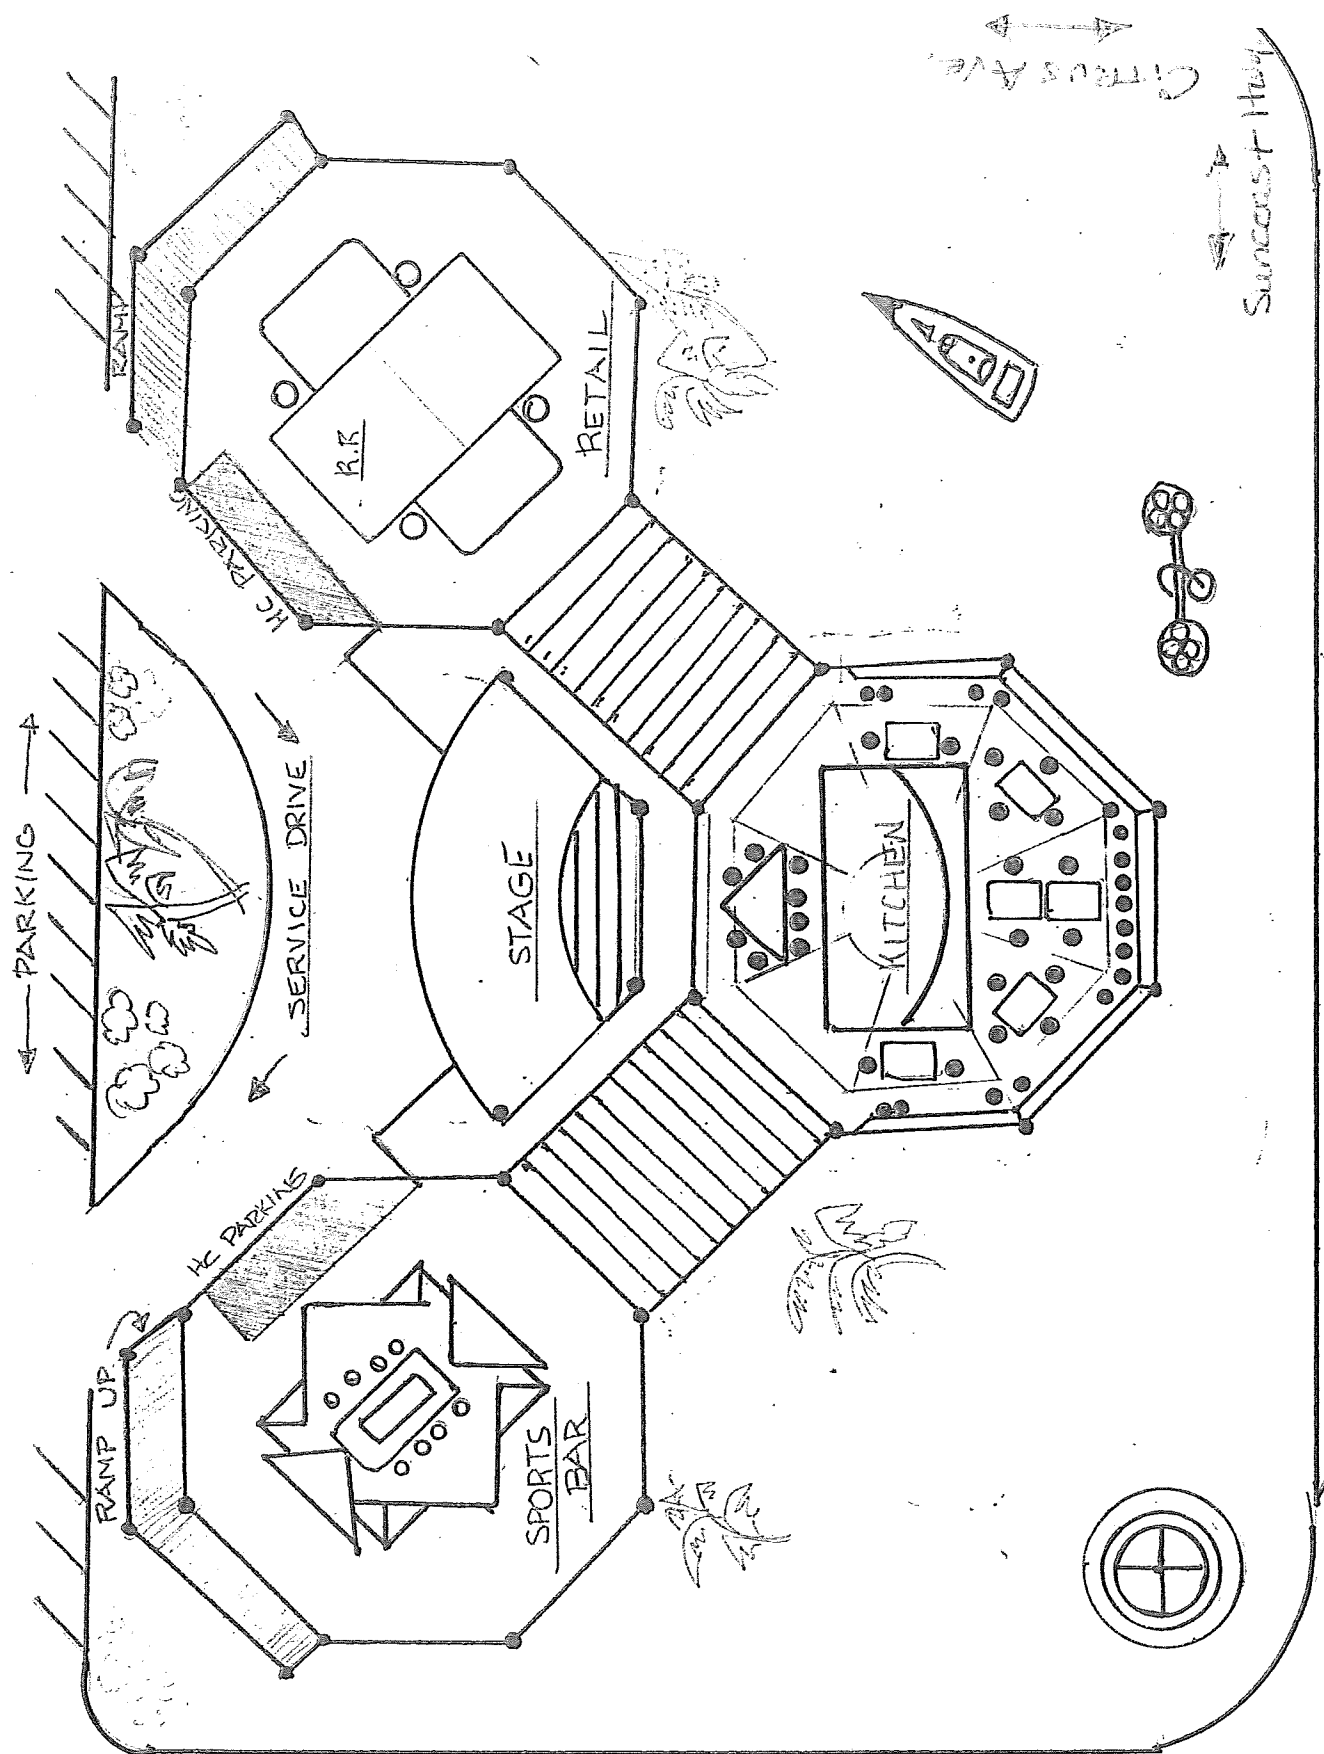 PARKING
RAMP UP
HC PARKING
SERVICE DRIVE
HC PARKING
RAMP
SPORTS
BAR
STAGE
R.R
RETAIL
KITCHEN
Citrus Ave.
Suncoast Hwy